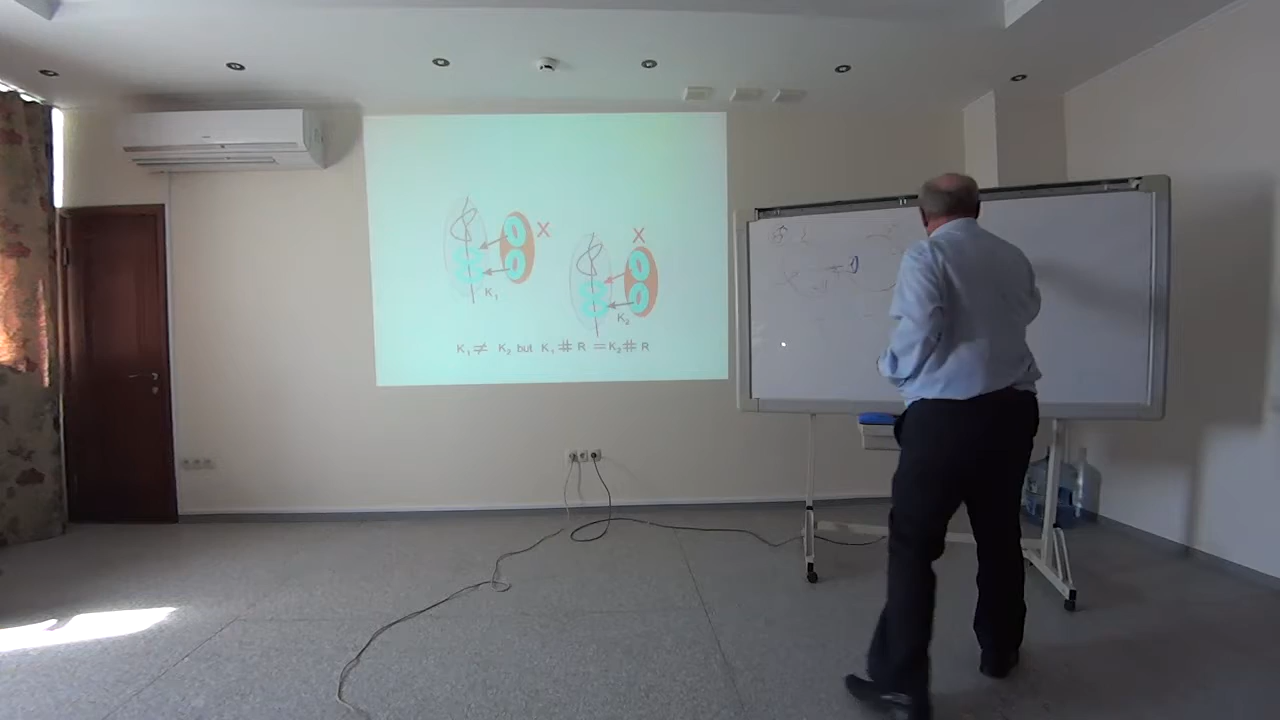 X
X
K₁
K₂
K₁ ≠ K₂ but K₁ # R = K₂ # R